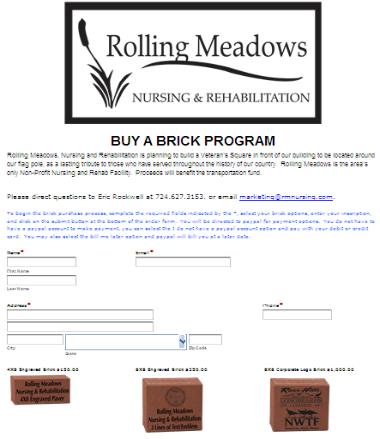 Rolling Meadows
NURSING & REHABILITATION
BUY A BRICK PROGRAM
Rolling Meadows, Nursing and Rehabilitation is planning to build a Veteran's Square in front of our building to be located around
our flag pole, as a lasting tribute to those who have served throughout the history of our country. Rolling Meadows is the area's
only Non-Profit Nursing and Rehab Facility. Proceeds will benefit the transportation fund.
Please direct questions to Eric Rockwell at 724.627.3153, or email marketing@rmnursing.com.
To begin the brick purchase process, complete the required fields indicated by the *, select your brick options, enter your inscription,
and click on the submit button at the bottom of the order form. You will be directed to paypal for payment options. You do not have to
have a paypal account to make payment, you can select the I do not have a paypal account option and pay with your debit or credit
card. You may also select the bill me later option and paypal will bill you at a later date.
Name* Email*
First Name
Last Name
Address* Phone*
City State Zip Code
4X8 Engraved Brick $150.00 8X8 Engraved Brick $300.00 8X8 Corporate Logo Brick $1,000.00
Rolling Meadows
Nursing & Rehabilitation
4X8 Engraved Paver
Rolling Meadows
Nursing & Rehabilitation
5 Lines of Text
NWTF